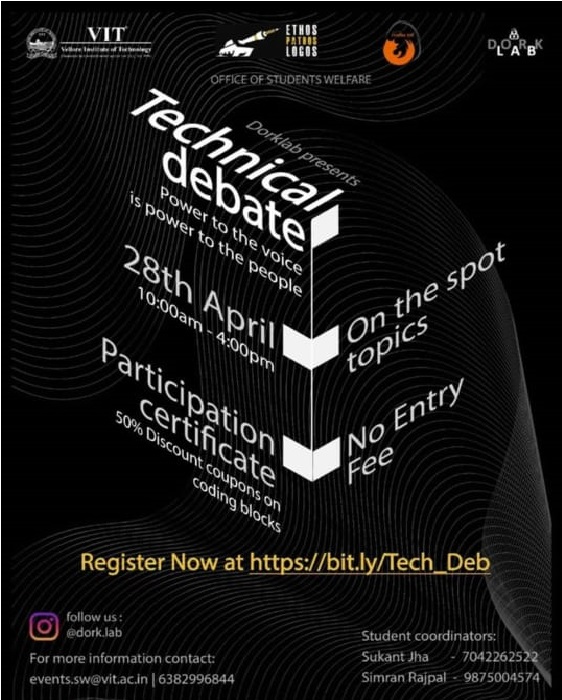 VIT
Vellore Institute of Technology
ETHOS
PATHOS
LOGOS
DORK
LAB
OFFICE OF STUDENTS WELFARE
Dorklab presents
Technical
debate
Power to the voice
is power to the people
28th April
10:00am - 4:00pm
On the spot
topics
Participation
certificate
50% Discount coupons on
coding blocks
No Entry
Fee
Register Now at https://bit.ly/Tech_Deb
follow us :
@dork.lab
For more information contact:
events.sw@vit.ac.in | 6382996844
Student coordinators:
Sukant Jha - 7042262522
Simran Rajpal - 9875004574